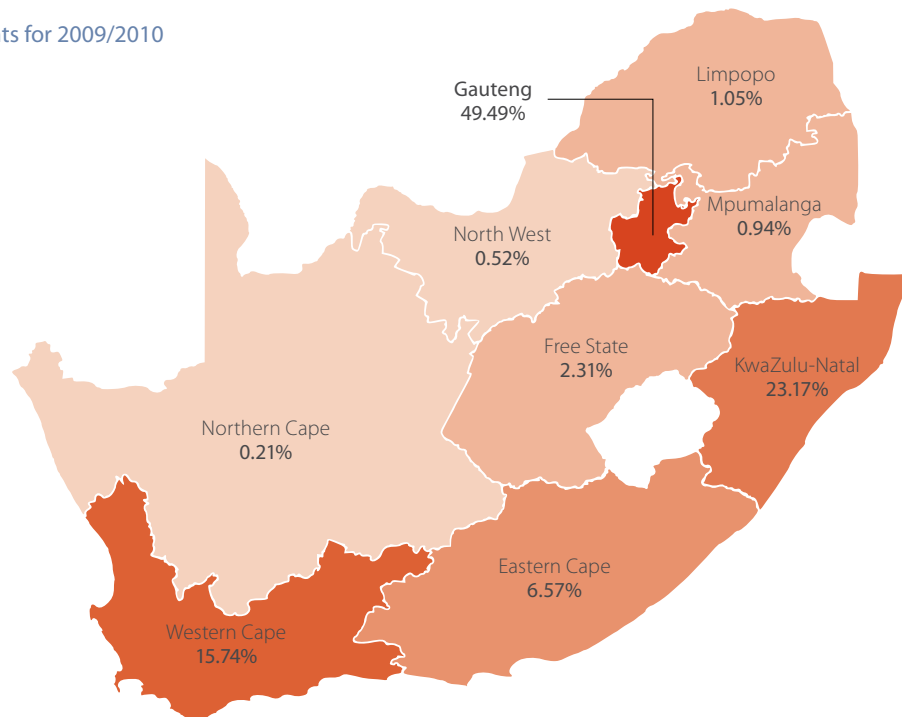 for 2009/2010
Limpopo
1.05%
Gauteng
49.49%
Mpumalanga
0.94%
North West
0.52%
Free State
2.31%
KwaZulu-Natal
23.17%
Northern Cape
0.21%
Eastern Cape
6.57%
Western Cape
15.74%